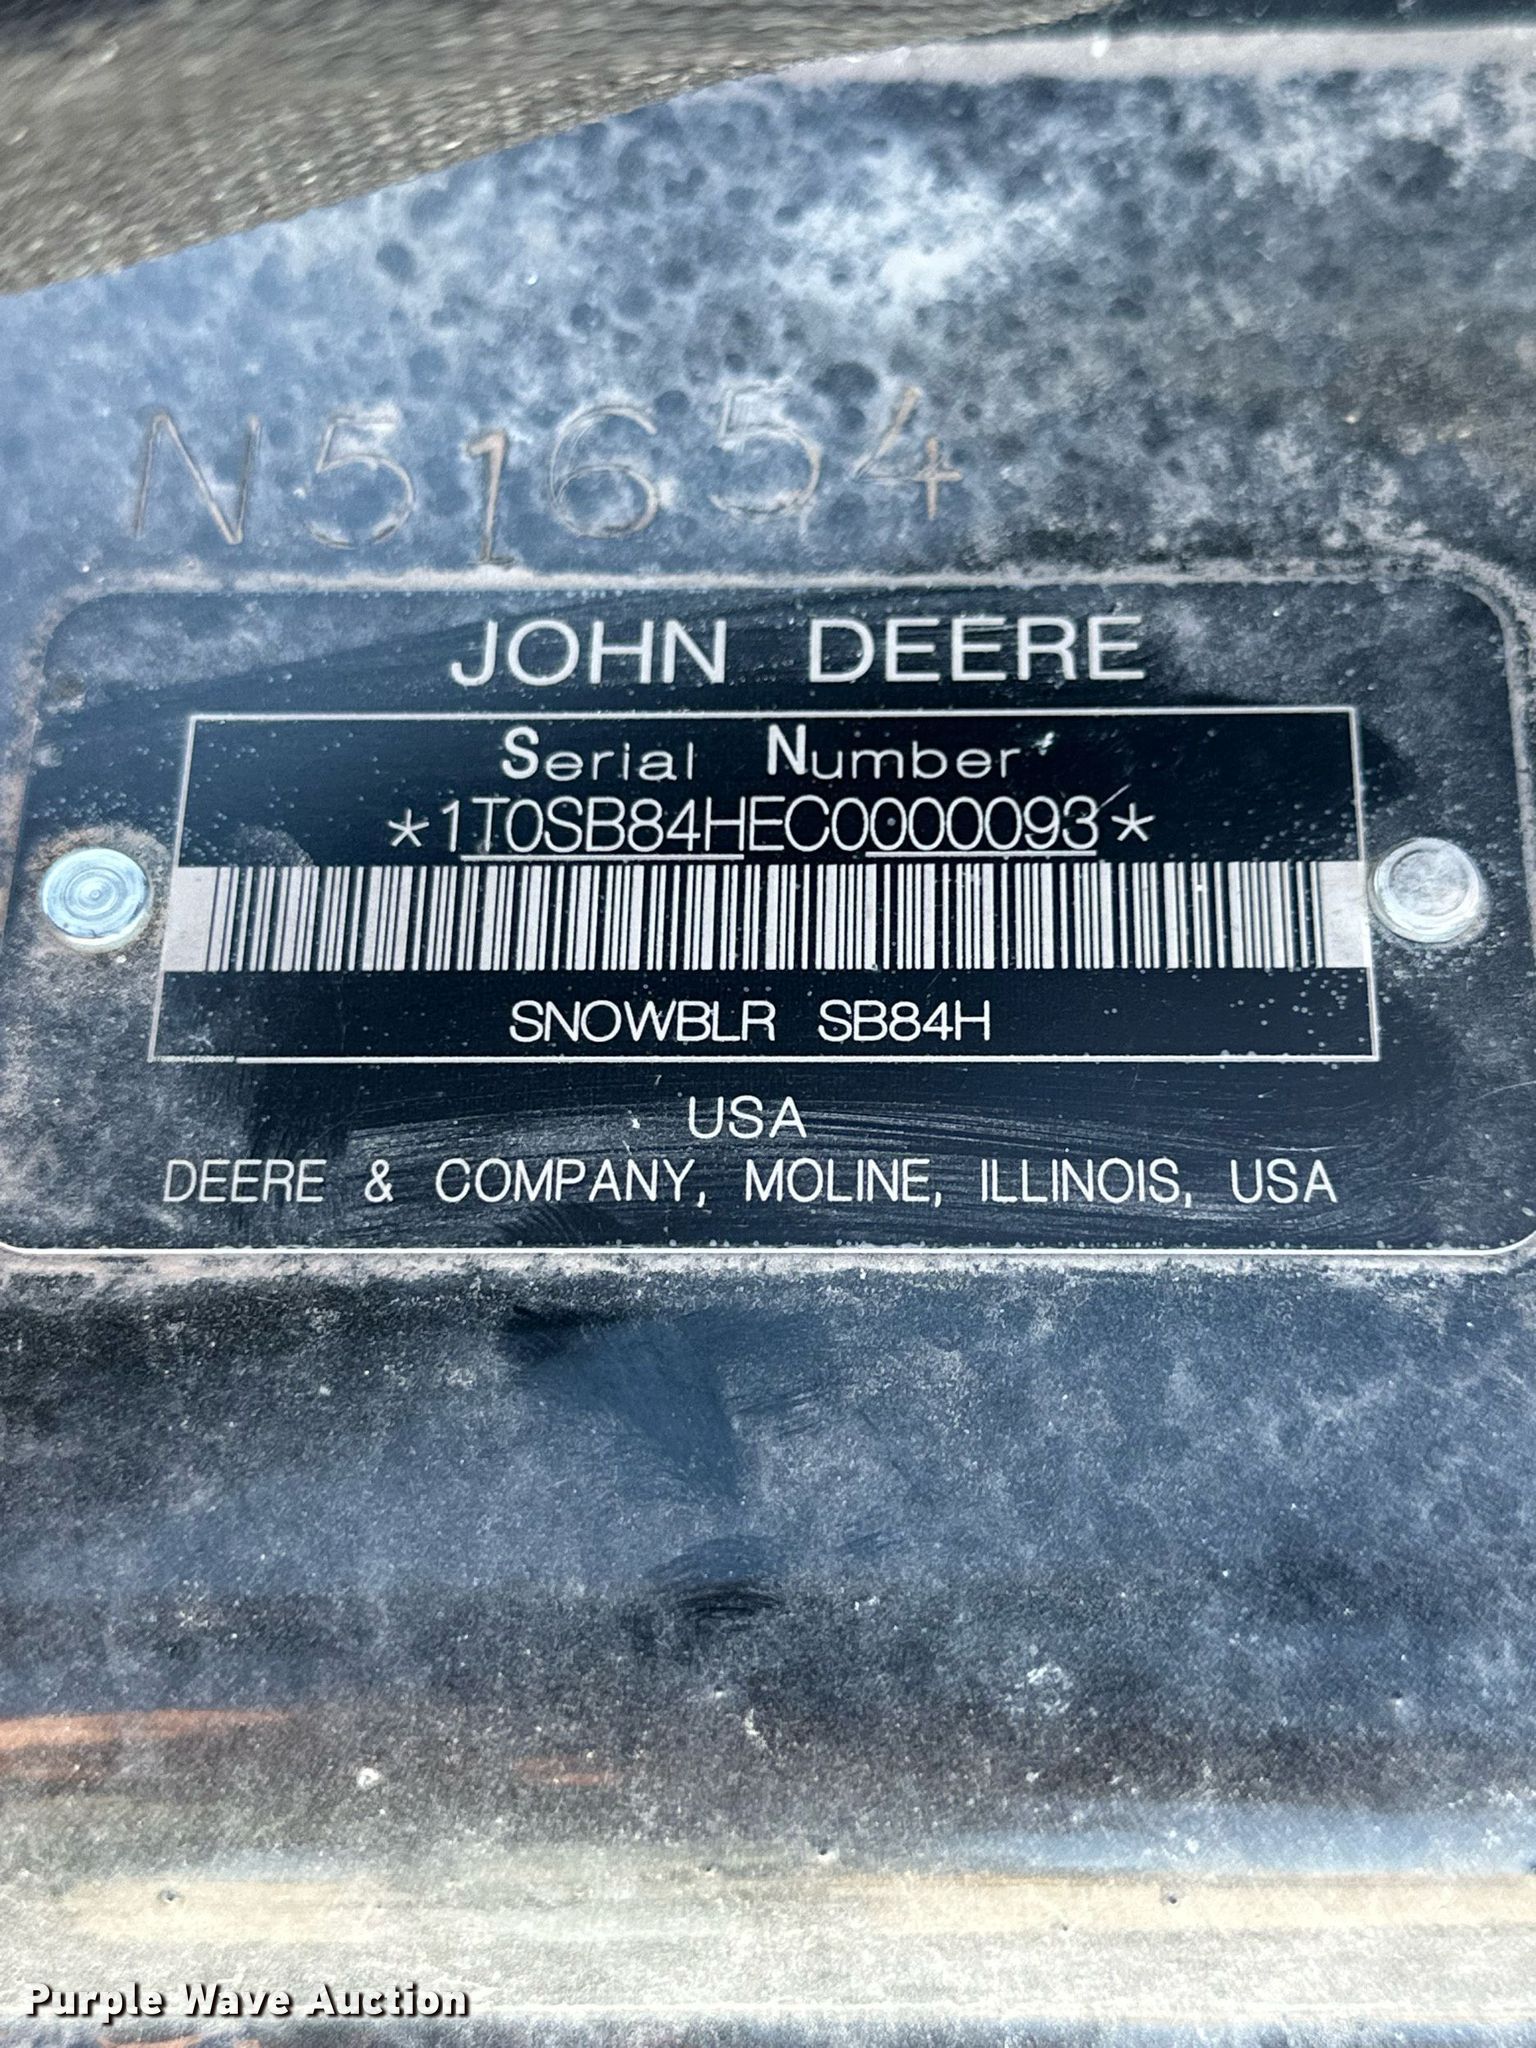 N51654
JOHN DEERE
Serial Number
*1T0SB84HEC0000093*
SNOWBLR SB84H
USA
DEERE & COMPANY, MOLINE, ILLINOIS, USA
Purple Wave Auction